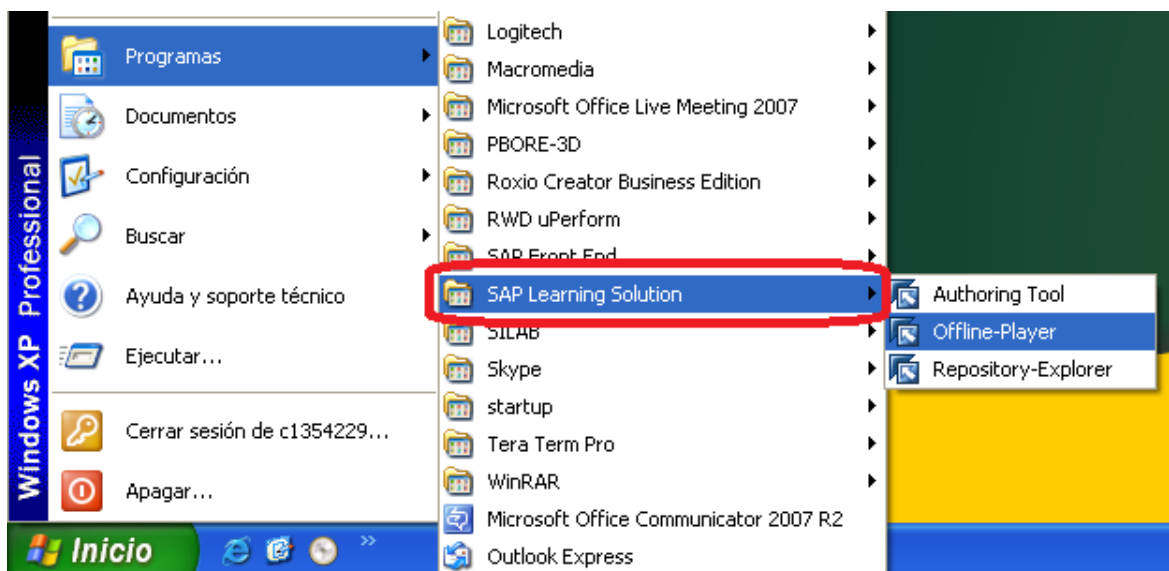 Windows XP Professional
Programas
Documentos
Configuración
Buscar
Ayuda y soporte técnico
Ejecutar...
Cerrar sesión de c1354229...
Apagar...
Inicio
»
Logitech
Macromedia
Microsoft Office Live Meeting 2007
PBORE-3D
Roxio Creator Business Edition
RWD uPerform
SAP Front End
SAP Learning Solution
SILAB
Skype
startup
Tera Term Pro
WinRAR
Microsoft Office Communicator 2007 R2
Outlook Express
Authoring Tool
Offline-Player
Repository-Explorer